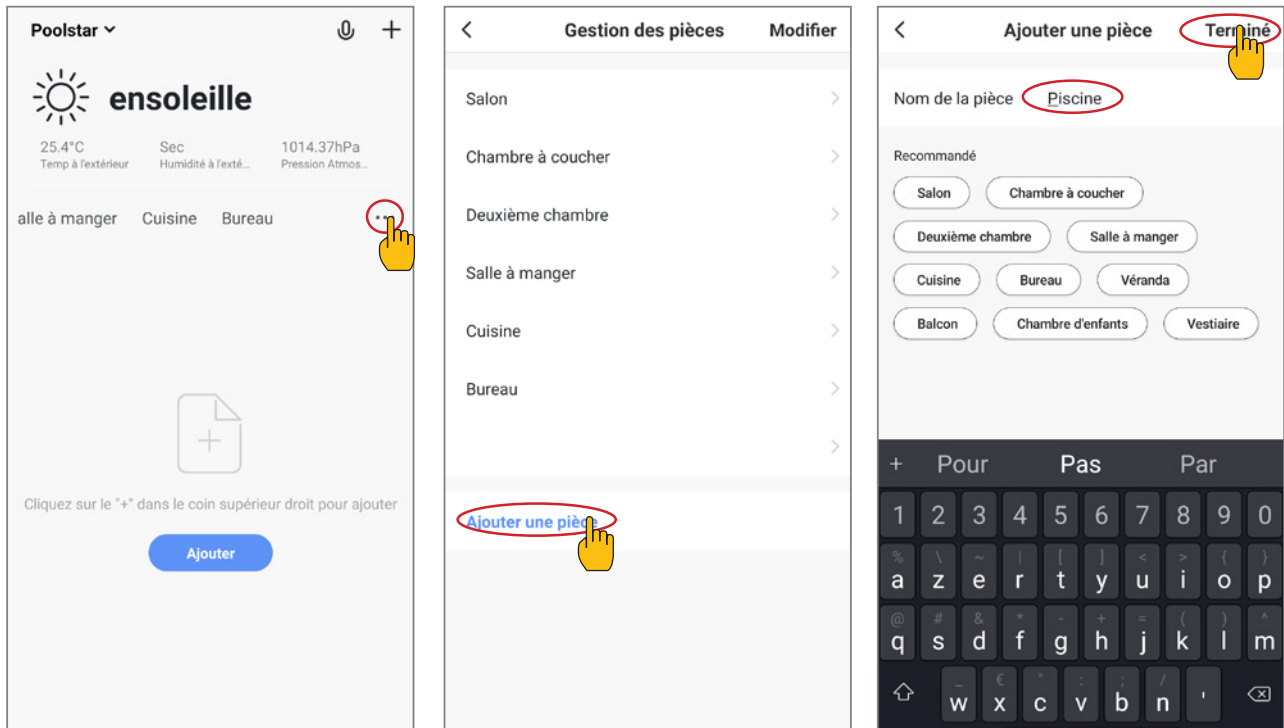 Poolstar
ensoleille
25.4°C Sec 1014.37hPa
Temp à l'extérieur Humidité à l'exté... Pression Atmos...
alle à manger Cuisine Bureau ...
Cliquez sur le "+" dans le coin supérieur droit pour ajouter
Ajouter
Gestion des pièces Modifier
Salon
Chambre à coucher
Deuxième chambre
Salle à manger
Cuisine
Bureau
Ajouter une pièce
Ajouter une pièce Terminé
Nom de la pièce Piscine
Recommandé
Salon Chambre à coucher
Deuxième chambre Salle à manger
Cuisine Bureau Véranda
Balcon Chambre d'enfants Vestiaire
+ Pour Pas Par
1 2 3 4 5 6 7 8 9 0
% \ ~ | [ ] < > { }
a z e r t y u i o p
@ # & * - + = ( ) ^
q s d f g h j k l m
_ € " : ; /
w x c v b n '